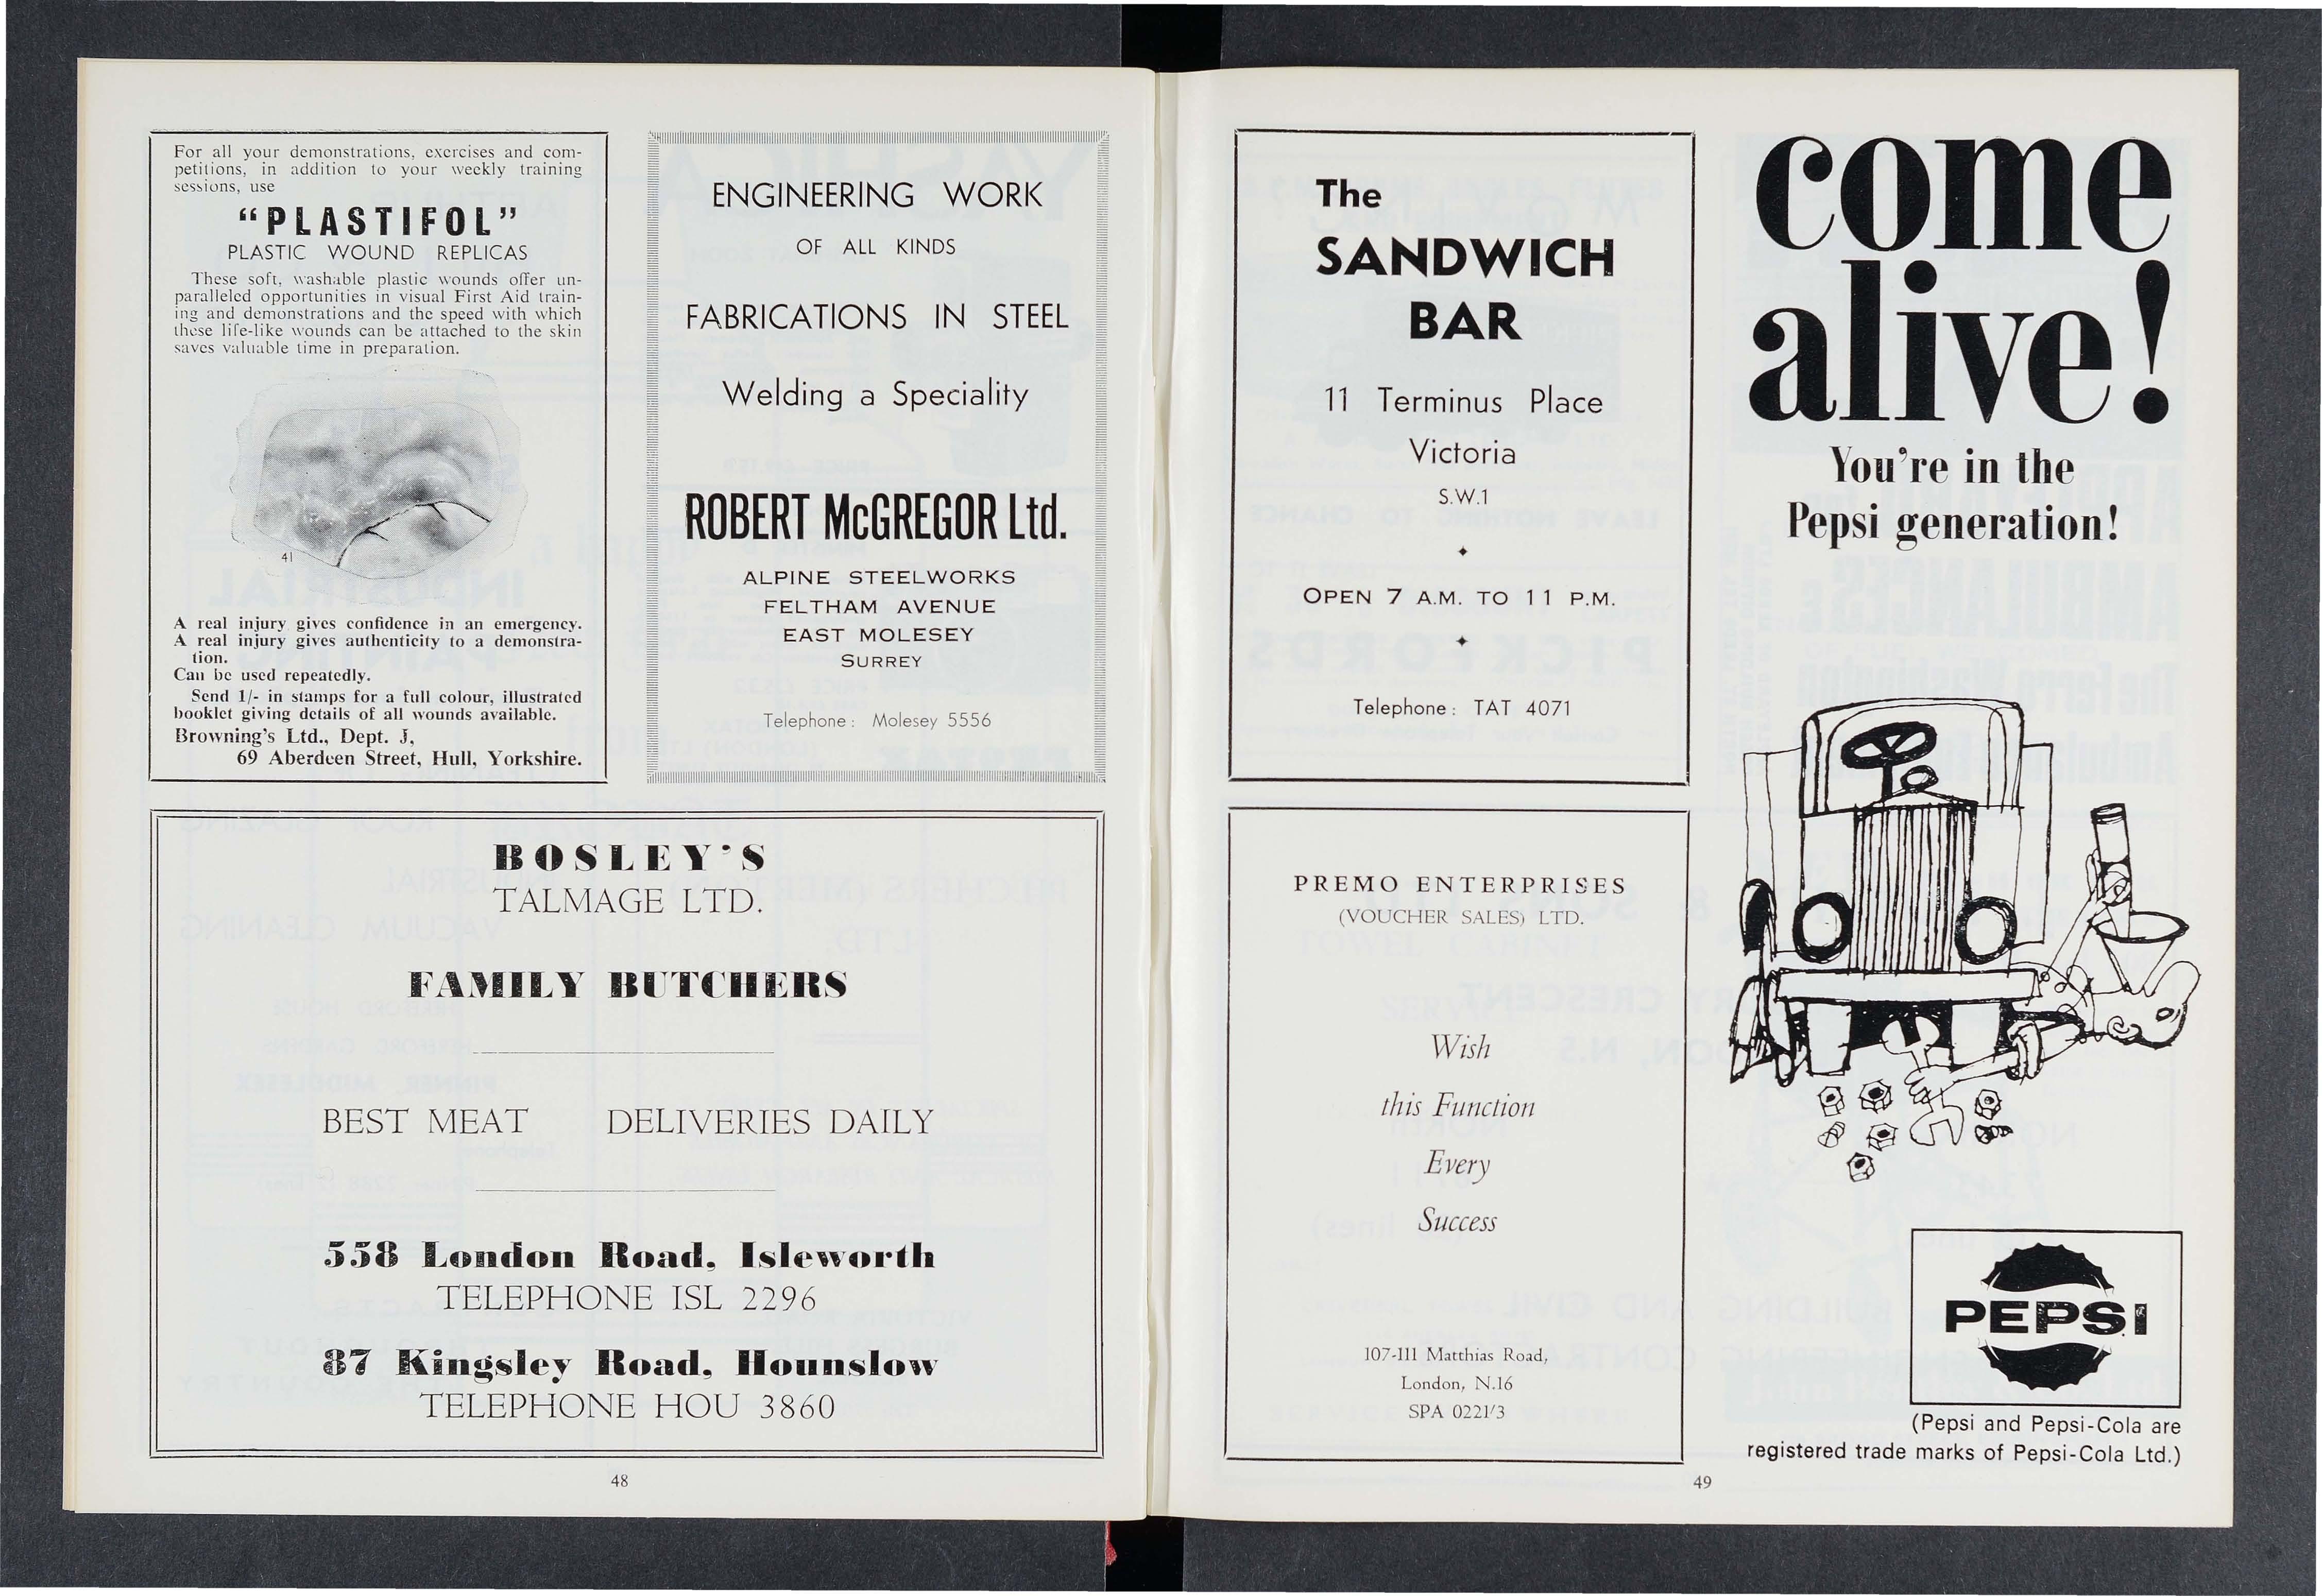 For all your demonstrations, exercises and com-
petitions, in addition to your weekly training
sessions, use
"PLASTIFOL"
PLASTIC WOUND REPLICAS
These soft, washable plastic wounds offer un-
paralleled opportunities in visual First Aid train-
ing and demonstrations and the speed with which
these life-like wounds can be attached to the skin
saves valuable time in preparation.
41
A real injury gives confidence in an emergency.
A real injury gives authenticity to a demonstra-
tion.
Can be used repeatedly.
Send 1/- in stamps for a full colour, illustrated
booklet giving details of all wounds available.
Browning's Ltd., Dept. J,
69 Aberdeen Street, Hull, Yorkshire.
ENGINEERING WORK
OF ALL KINDS
FABRICATIONS IN STEEL
Welding a Speciality
ROBERT McGREGOR Ltd.
ALPINE STEELWORKS
FELTHAM AVENUE
EAST MOLESEY
SURREY
Telephone: Molesey 5556
BOSLEY'S
TALMAGE LTD.
FAMILY BUTCHERS
BEST MEAT DELIVERIES DAILY
558 London Road, Isleworth
TELEPHONE ISL 2296
87 Kingsley Road, Hounslow
TELEPHONE HOU 3860
48
The
SANDWICH
BAR
11 Terminus Place
Victoria
S.W.1
OPEN 7 A.M. TO 11 P.M.
Telephone: TAT 4071
PREMO ENTERPRISES
(VOUCHER SALES) LTD.
Wish
this Function
Every
Success
107-111 Matthias Road,
London, N.16
SPA 0221/3
come
alive!
You're in the
Pepsi generation!
PEPSI
(Pepsi and Pepsi-Cola are
registered trade marks of Pepsi-Cola Ltd.)
49